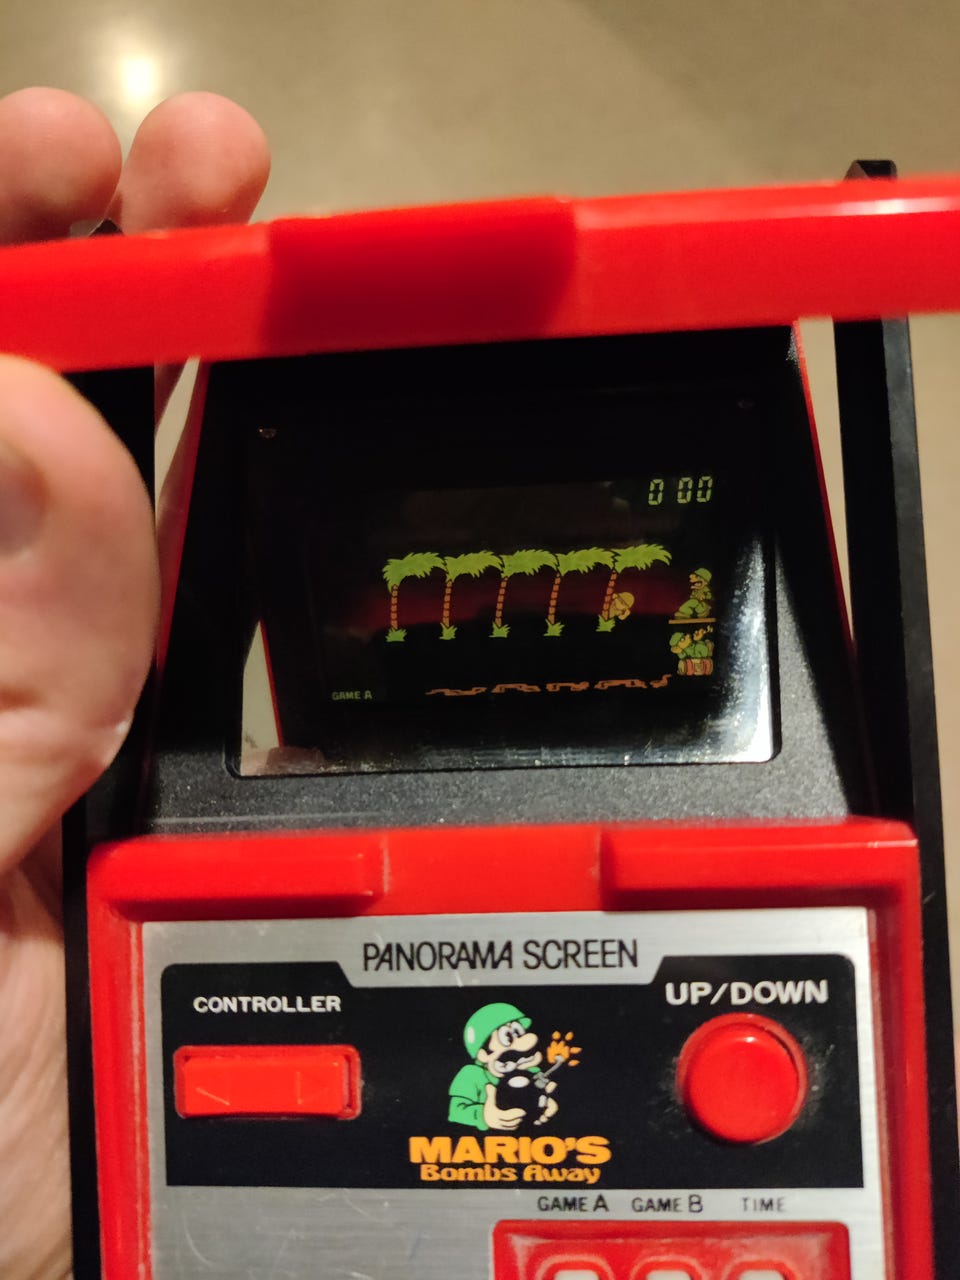 0 00
GAME A
PANORAMA SCREEN
CONTROLLER
UP/DOWN
MARIO'S
Bombs Away
GAME A GAME B TIME